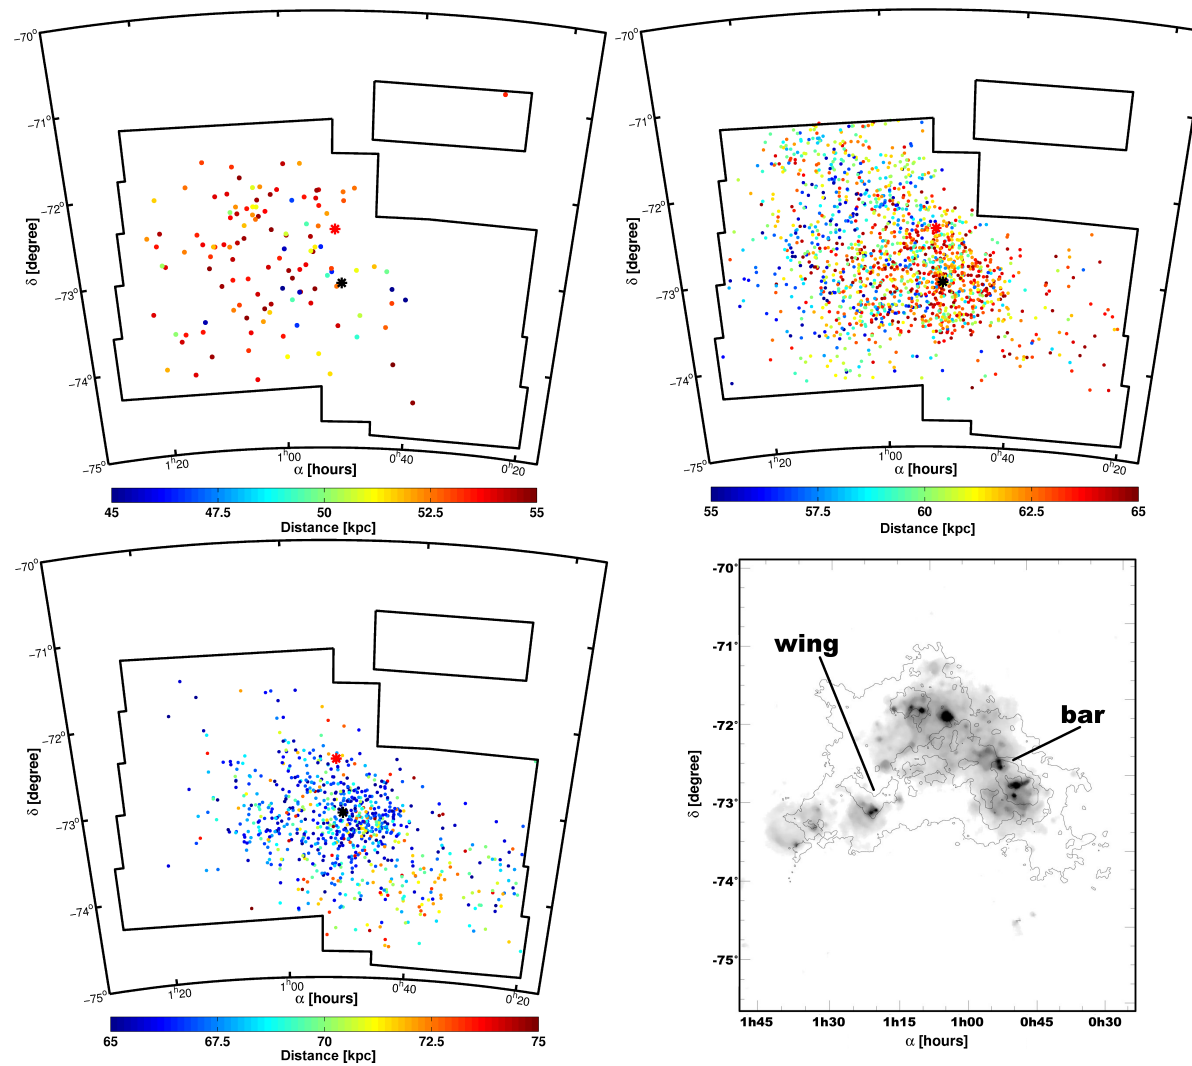 −70°
−71°
−72°
−73°
−74°
−75°
δ [degree]
1h20
1h00
0h40
0h20
α [hours]
45 47.5 50 52.5 55
Distance [kpc]
−70°
−71°
−72°
−73°
−74°
−75°
δ [degree]
1h20
1h00
0h40
0h20
α [hours]
55 57.5 60 62.5 65
Distance [kpc]
−70°
−71°
−72°
−73°
−74°
−75°
δ [degree]
1h20
1h00
0h40
0h20
α [hours]
65 67.5 70 72.5 75
Distance [kpc]
-70°
-71°
-72°
-73°
-74°
-75°
δ [degree]
wing
bar
1h45 1h30 1h15 1h00 0h45 0h30
α [hours]